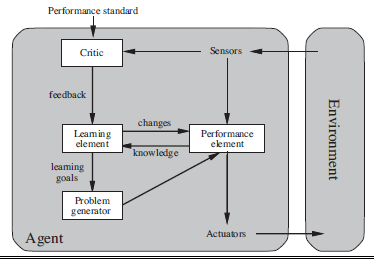 Performance standard
Critic
Sensors
feedback
changes
Learning
element
Performance
element
knowledge
learning
goals
Problem
generator
Environment
Agent
Actuators